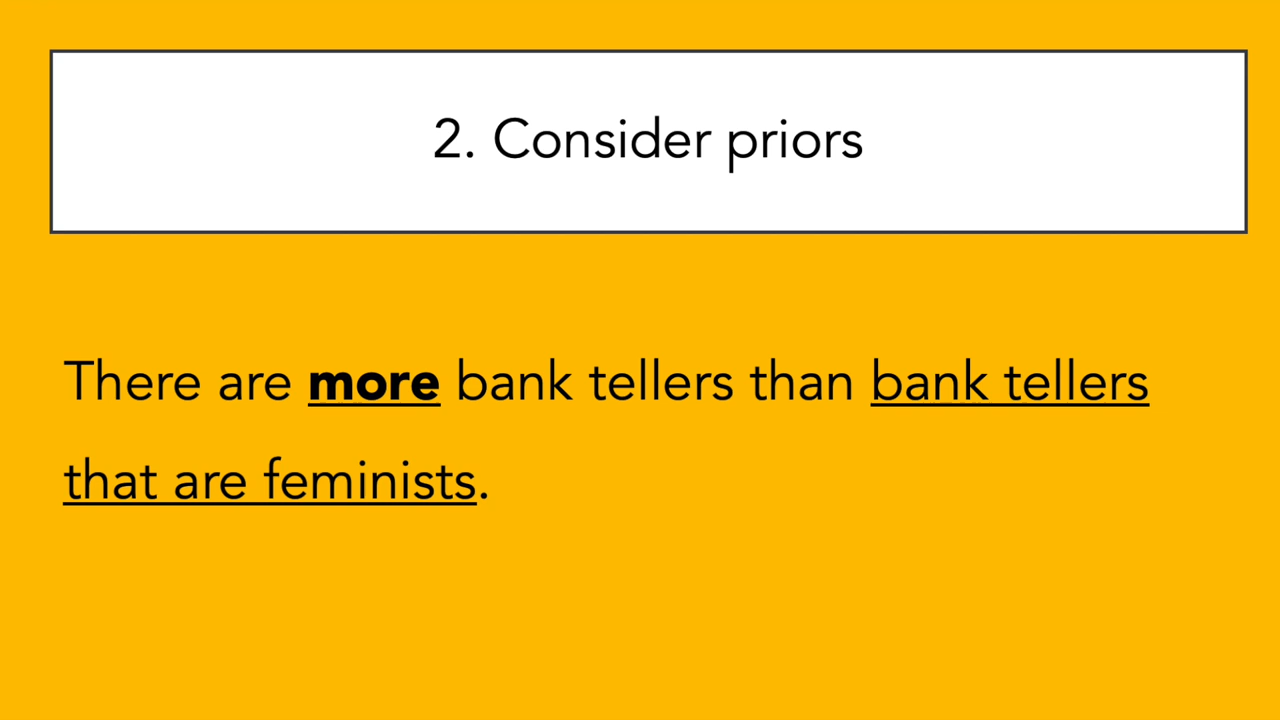 2. Consider priors
There are more bank tellers than bank tellers
that are feminists.